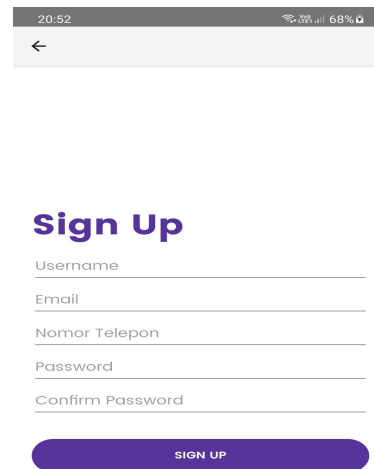 20:52 68%
Sign Up
Username
Email
Nomor Telepon
Password
Confirm Password
SIGN UP